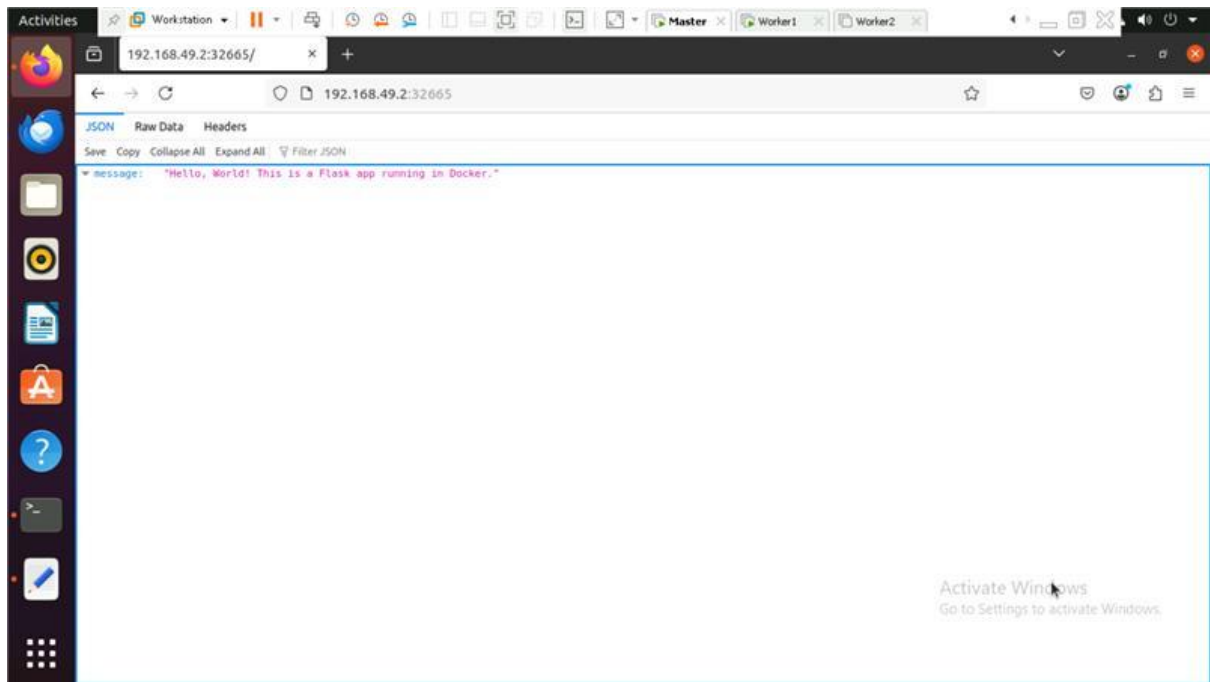 Activities Workstation Master Worker1 Worker2
192.168.49.2:32665/
192.168.49.2:32665
JSON Raw Data Headers
Save Copy Collapse All Expand All Filter JSON
message: "Hello, World! This is a Flask app running in Docker."
Activate Windows
Go to Settings to activate Windows.